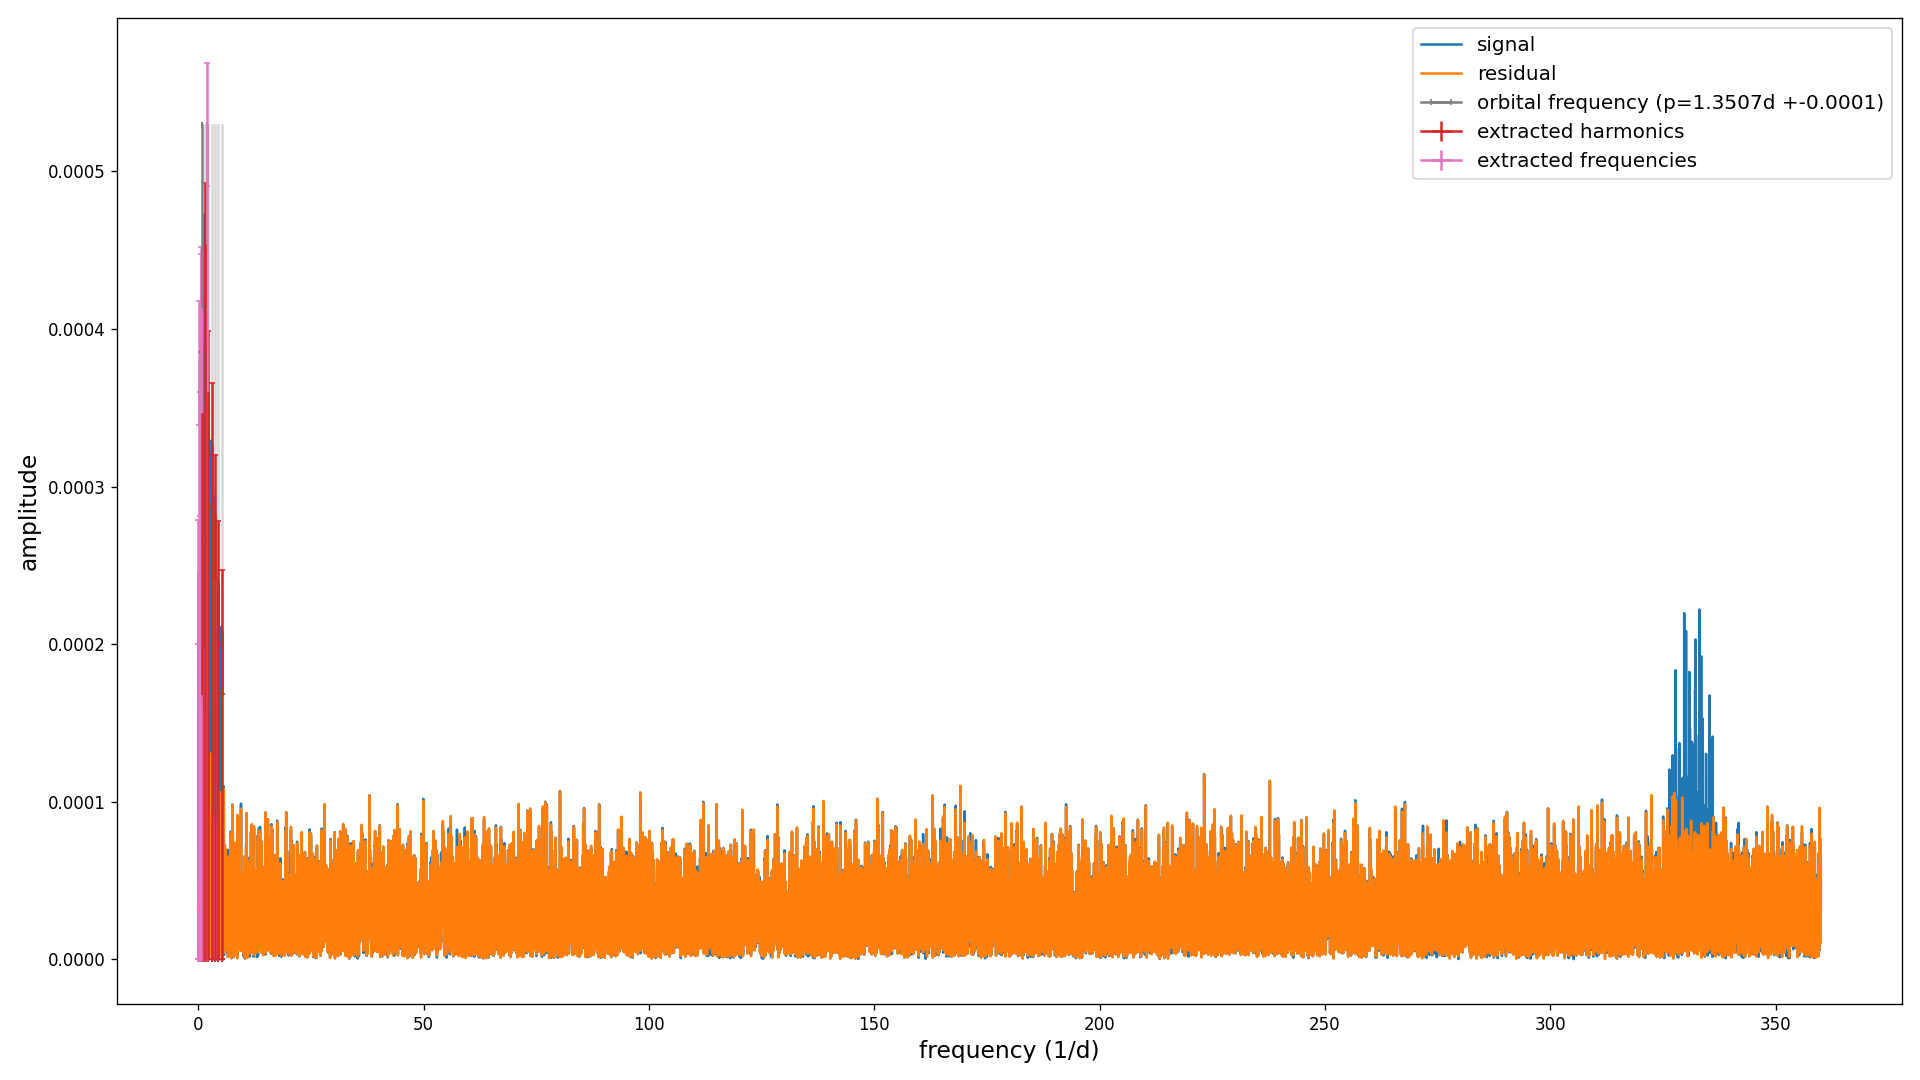 signal
residual
orbital frequency (p=1.3507d +-0.0001)
extracted harmonics
extracted frequencies
0.0005
0.0004
0.0003
0.0002
0.0001
0.0000
amplitude
0
50
100
150
200
250
300
350
frequency (1/d)